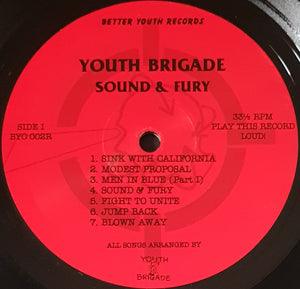 BETTER YOUTH RECORDS
YOUTH BRIGADE
SOUND & FURY
SIDE I
BYO 002R
33⅓ RPM
PLAY THIS RECORD
LOUD!
1. SINK WITH CALIFORNIA
2. MODEST PROPOSAL
3. MEN IN BLUE (Part I)
4. SOUND & FURY
5. FIGHT TO UNITE
6. JUMP BACK
7. BLOWN AWAY
ALL SONGS ARRANGED BY
YOUTH
BRIGADE